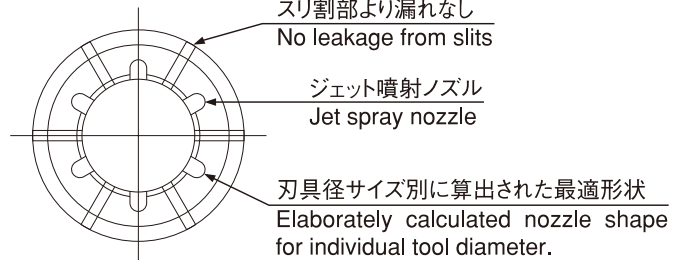 スリ割部より漏れなし
No leakage from slits
ジェット噴射ノズル
Jet spray nozzle
刃具径サイズ別に算出された最適形状
Elaborately calculated nozzle shape
for individual tool diameter.